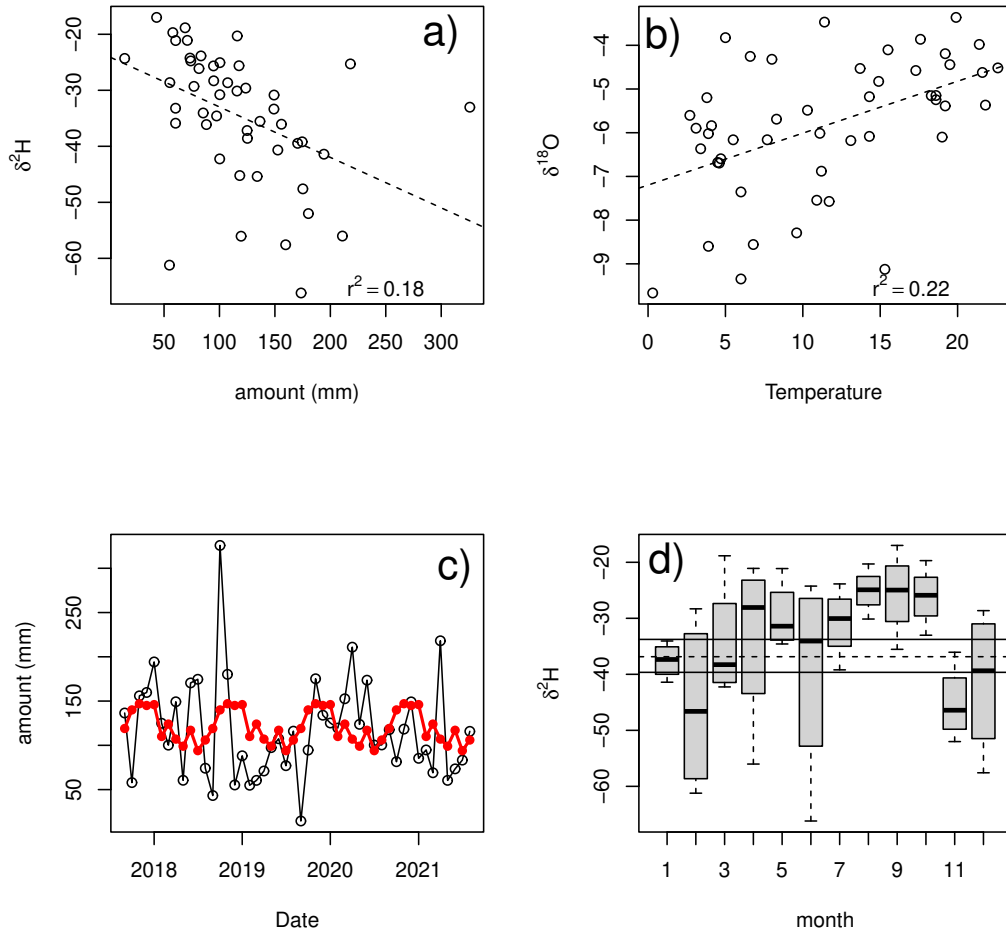 a)
−20
−30
−40
−50
−60
δ²H
r² = 0.18
50 100 150 200 250 300
amount (mm)
b)
−4
−5
−6
−7
−8
−9
δ¹⁸O
r² = 0.22
0 5 10 15 20
Temperature
c)
250
150
50
amount (mm)
2018 2019 2020 2021
Date
d)
−20
−30
−40
−50
−60
δ²H
1 3 5 7 9 11
month